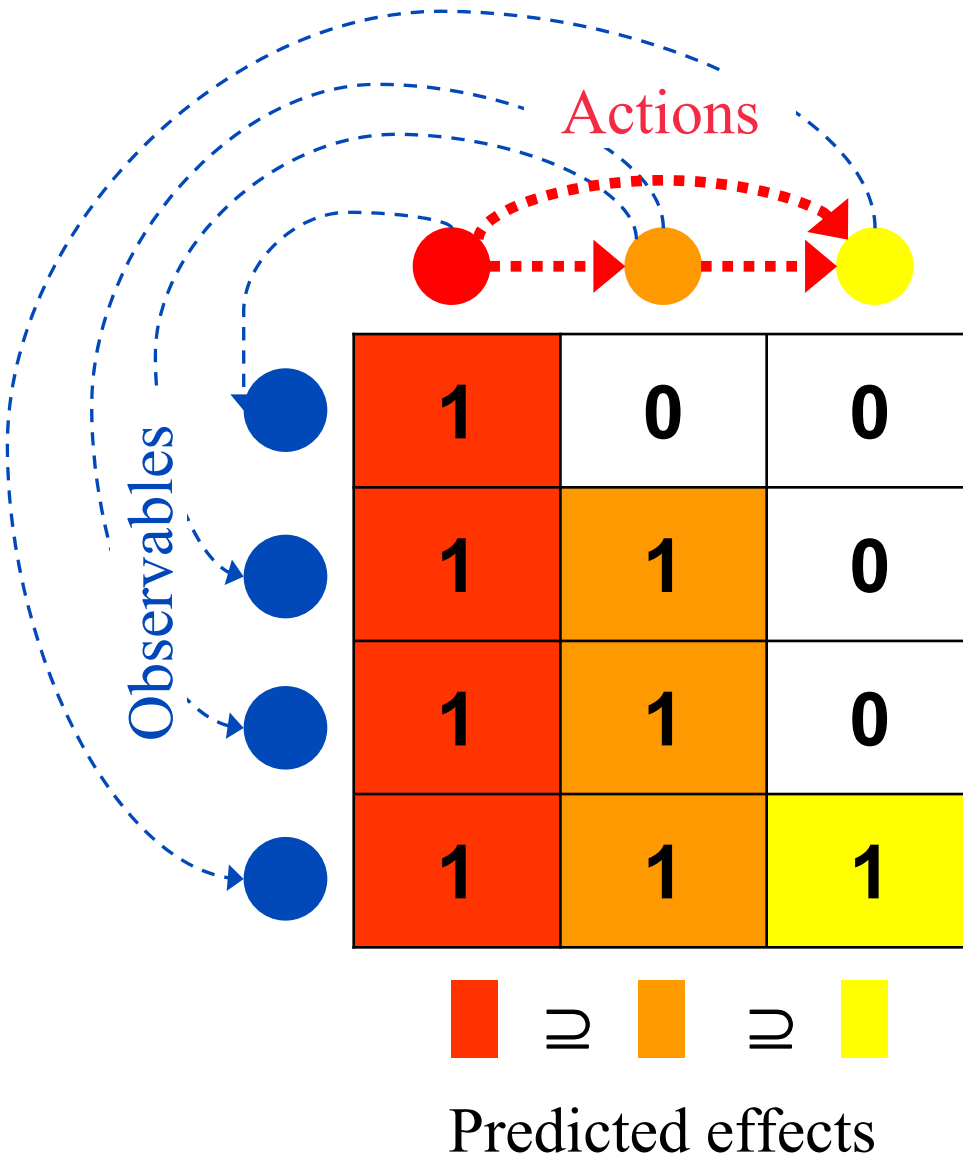 Actions
Observables
1 0 0
1 1 0
1 1 0
1 1 1
⊇ ⊇
Predicted effects